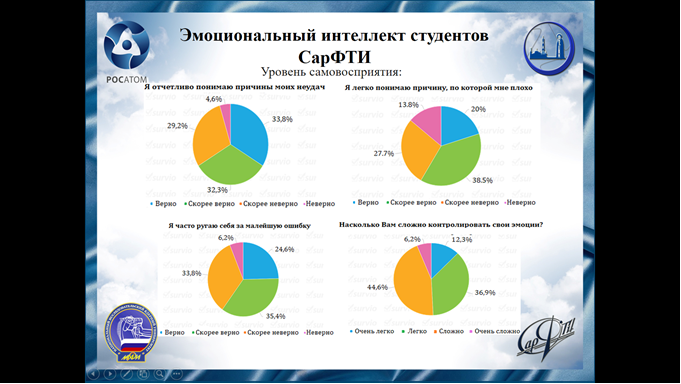 Эмоциональный интеллект студентов
СарФТИ
РОСАТОМ
Уровень самовосприятия:
Я отчетливо понимаю причины моих неудач
4,6%
33,8%
29,2%
32,3%
Верно Скорее верно Скорее неверно Неверно
Я легко понимаю причину, по которой мне плохо
13.8%
20%
27.7%
38.5%
Верно Скорее верно Скорее неверно Неверно
Я часто ругаю себя за малейшую ошибку
6,2%
24,6%
33,8%
35,4%
Верно Скорее верно Скорее неверно Неверно
Насколько Вам сложно контролировать свои эмоции?
6,2%
12,3%
44,6%
36,9%
Очень легко Легко Сложно Очень сложно
СарФТИ